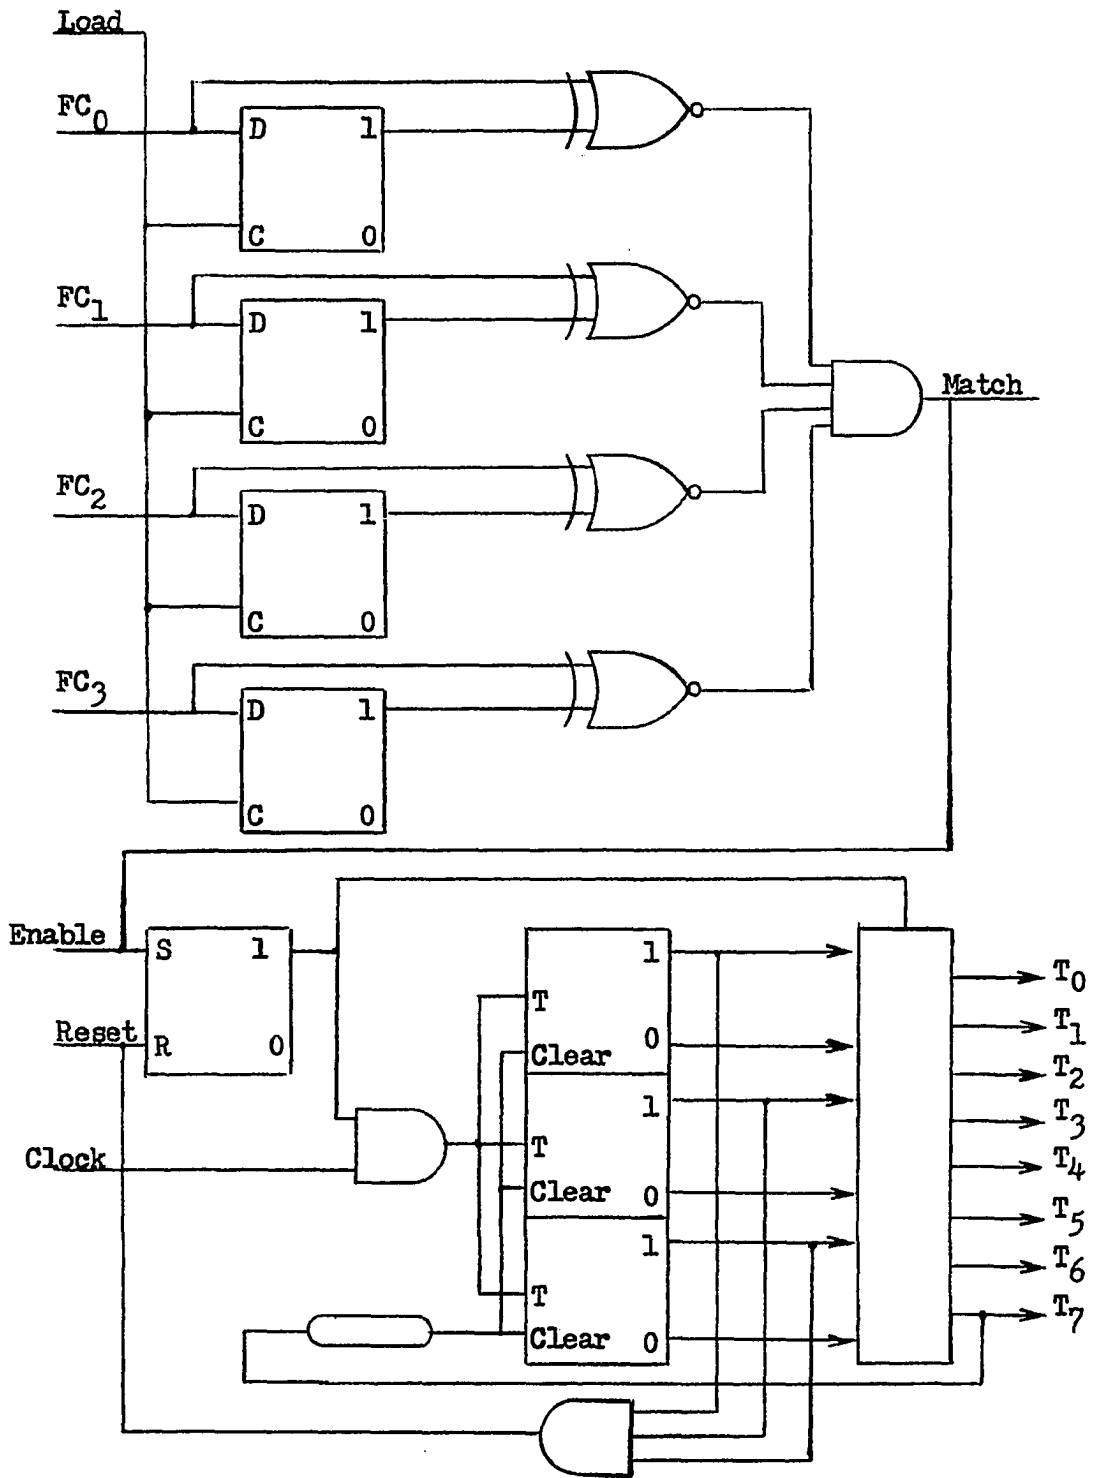 Load
FC0
D 1
C 0
FC1
D 1
C 0
Match
FC2
D 1
C 0
FC3
D 1
C 0
Enable
S 1
Reset
R 0
Clock
1
T
0
Clear
1
T
Clear 0
1
T
Clear 0
T0
T1
T2
T3
T4
T5
T6
T7